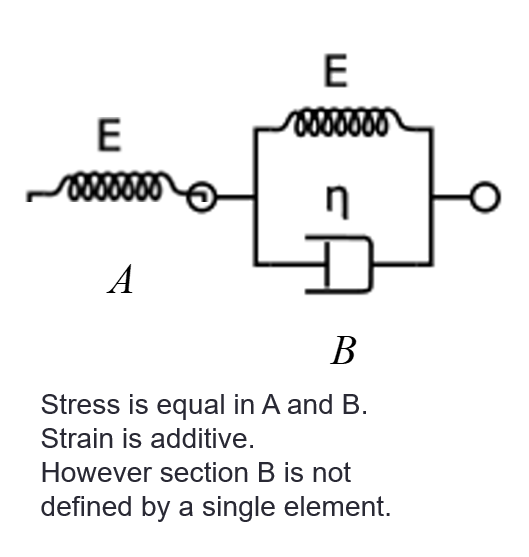 E
E
η
A
B
Stress is equal in A and B.
Strain is additive.
However section B is not
defined by a single element.